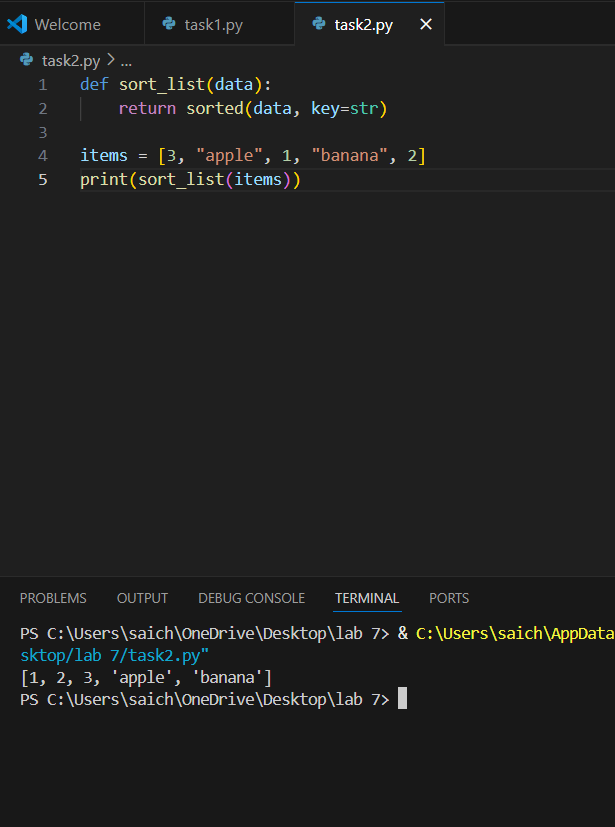 Welcome task1.py task2.py
task2.py > ...
1 def sort_list(data):
2     return sorted(data, key=str)
3
4 items = [3, "apple", 1, "banana", 2]
5 print(sort_list(items))
PROBLEMS OUTPUT DEBUG CONSOLE TERMINAL PORTS
PS C:\Users\saich\OneDrive\Desktop\lab 7> & C:\Users\saich\AppData
sktop/lab 7/task2.py"
[1, 2, 3, 'apple', 'banana']
PS C:\Users\saich\OneDrive\Desktop\lab 7>